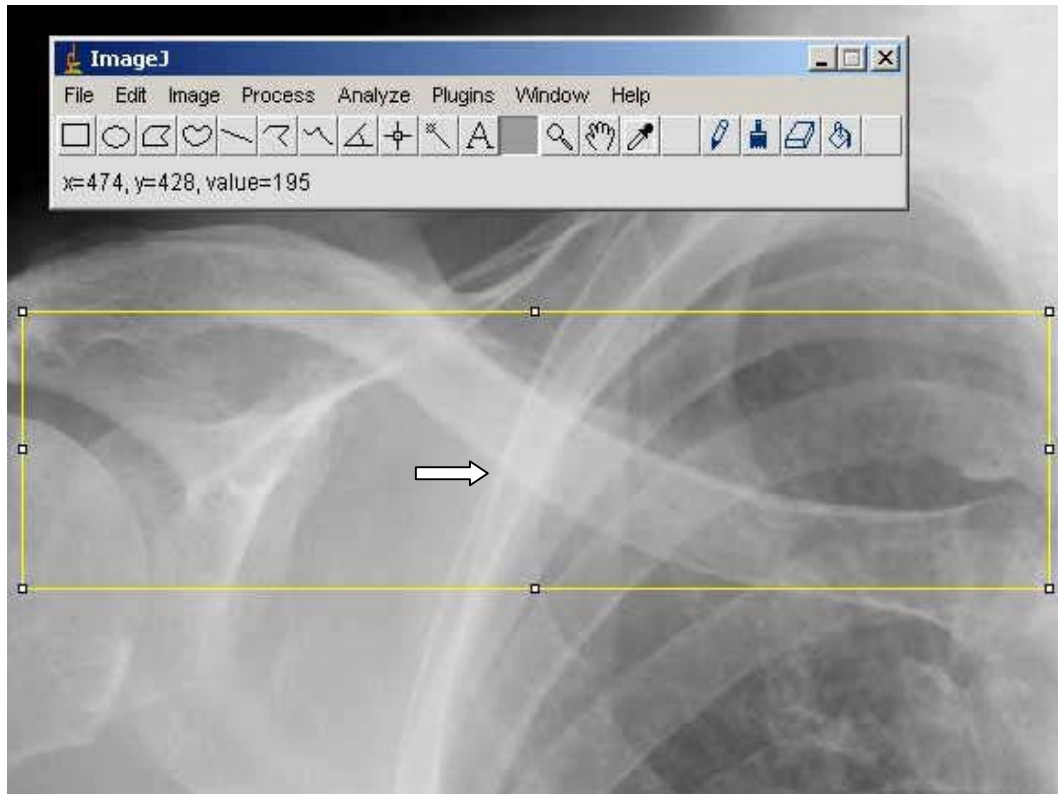 ImageJ
File Edit Image Process Analyze Plugins Window Help
A
x=474, y=428, value=195